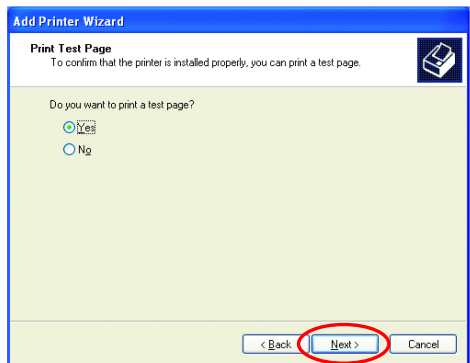 Add Printer Wizard
Print Test Page
To confirm that the printer is installed properly, you can print a test page.
Do you want to print a test page?
Yes
No
< Back
Next >
Cancel